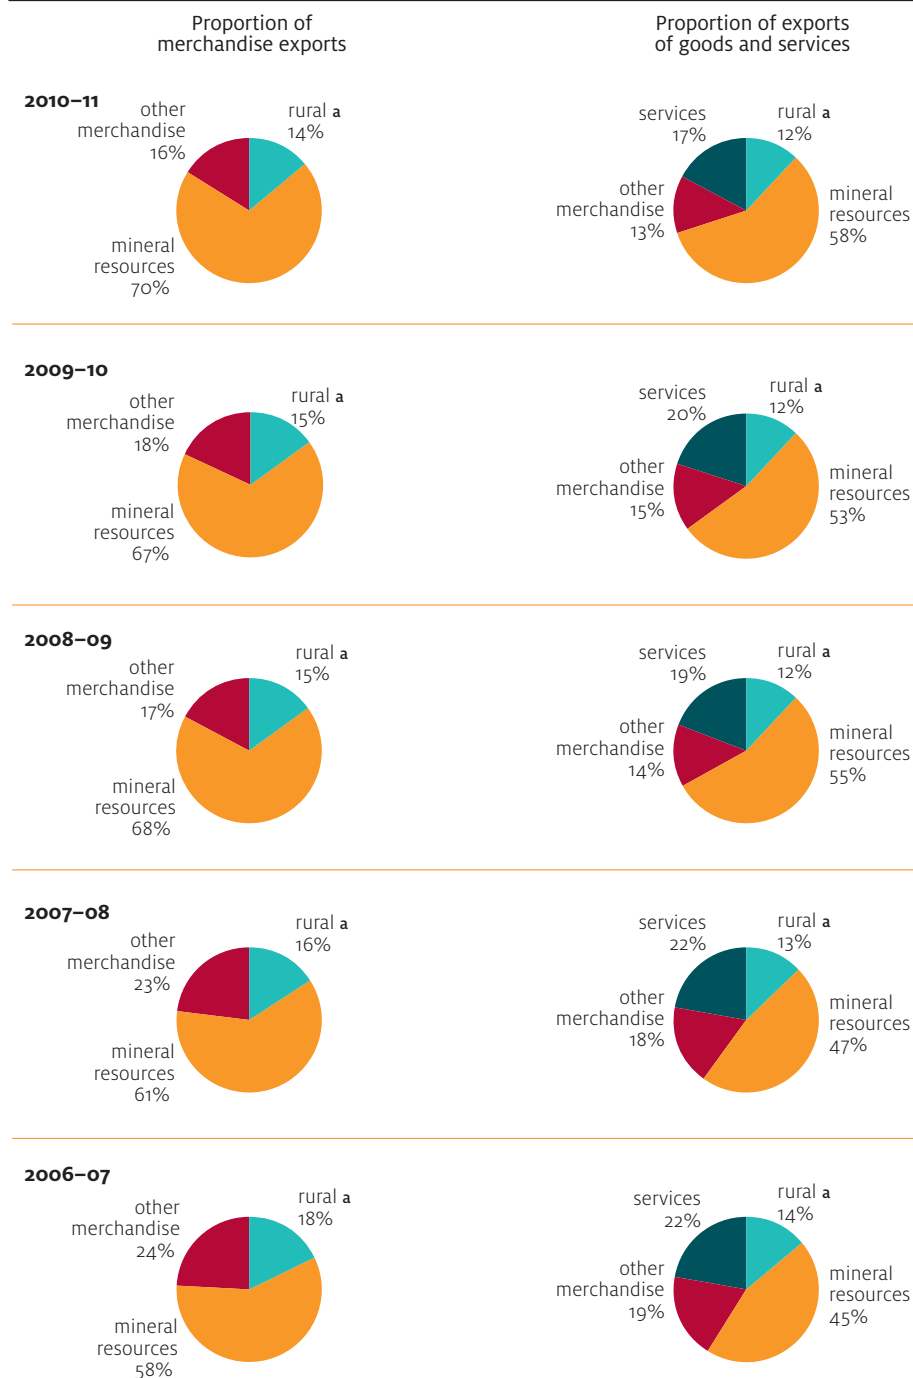 Proportion of
merchandise exports
Proportion of exports
of goods and services
2010–11
other
merchandise
16%
rural a
14%
mineral
resources
70%
services
17%
rural a
12%
other
merchandise
13%
mineral
resources
58%
2009–10
other
merchandise
18%
rural a
15%
mineral
resources
67%
services
20%
rural a
12%
other
merchandise
15%
mineral
resources
53%
2008–09
other
merchandise
17%
rural a
15%
mineral
resources
68%
services
19%
rural a
12%
other
merchandise
14%
mineral
resources
55%
2007–08
other
merchandise
23%
rural a
16%
mineral
resources
61%
services
22%
rural a
13%
other
merchandise
18%
mineral
resources
47%
2006–07
other
merchandise
24%
rural a
18%
mineral
resources
58%
services
22%
rural a
14%
other
merchandise
19%
mineral
resources
45%